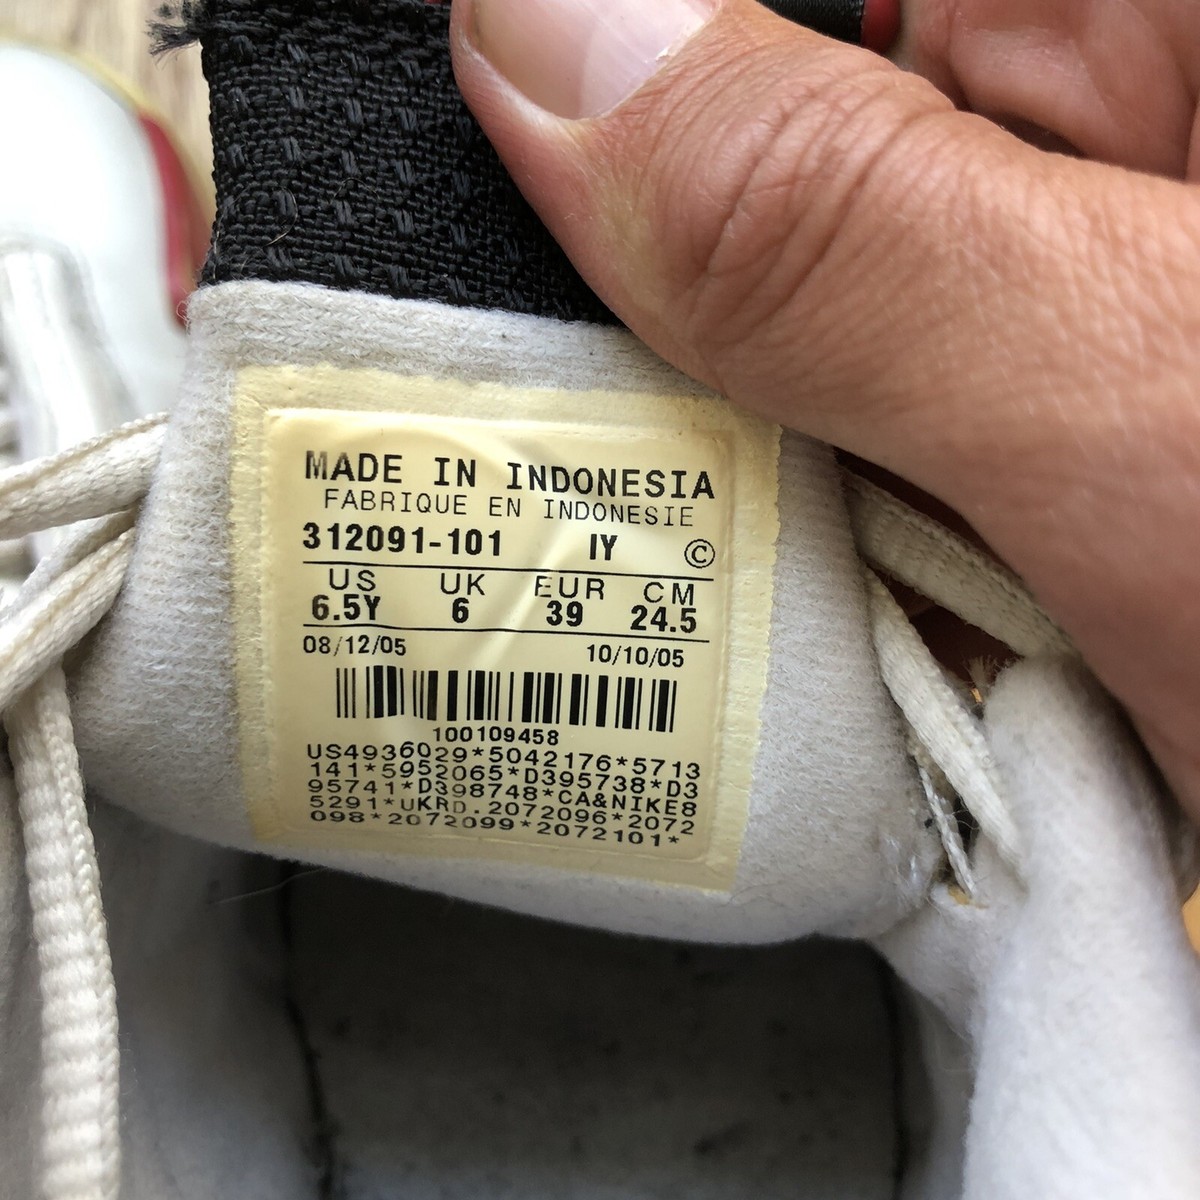 MADE IN INDONESIA
FABRIQUE EN INDONESIE
312091-101 IY ©
US UK EUR CM
6.5Y 6 39 24.5
08/12/05 10/10/05
100109458
US4936029*5042176*5713
141*5952065*D395738*D3
95741*D398748*CA&NIKE8
5291*UKRD.2072096*2072
098*2072099*2072101*